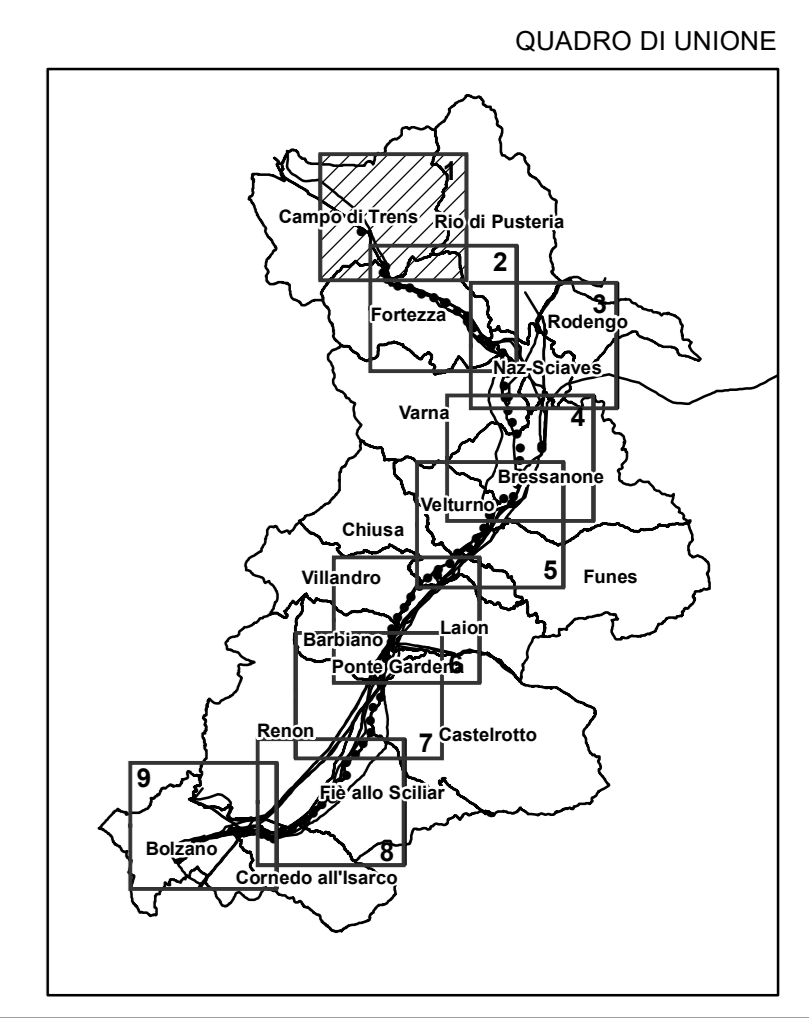 QUADRO DI UNIONE
1
Campo di Trens
Rio di Pusteria
2
3
Fortezza
Rodengo
Naz-Sciaves
Varna
4
Bressanone
Velturno
Chiusa
5
Villandro
Funes
Laion
Barbiano
Ponte Gardena
6
Renon
7
Castelrotto
9
Fiè allo Sciliar
Bolzano
8
Cornedo all'Isarco